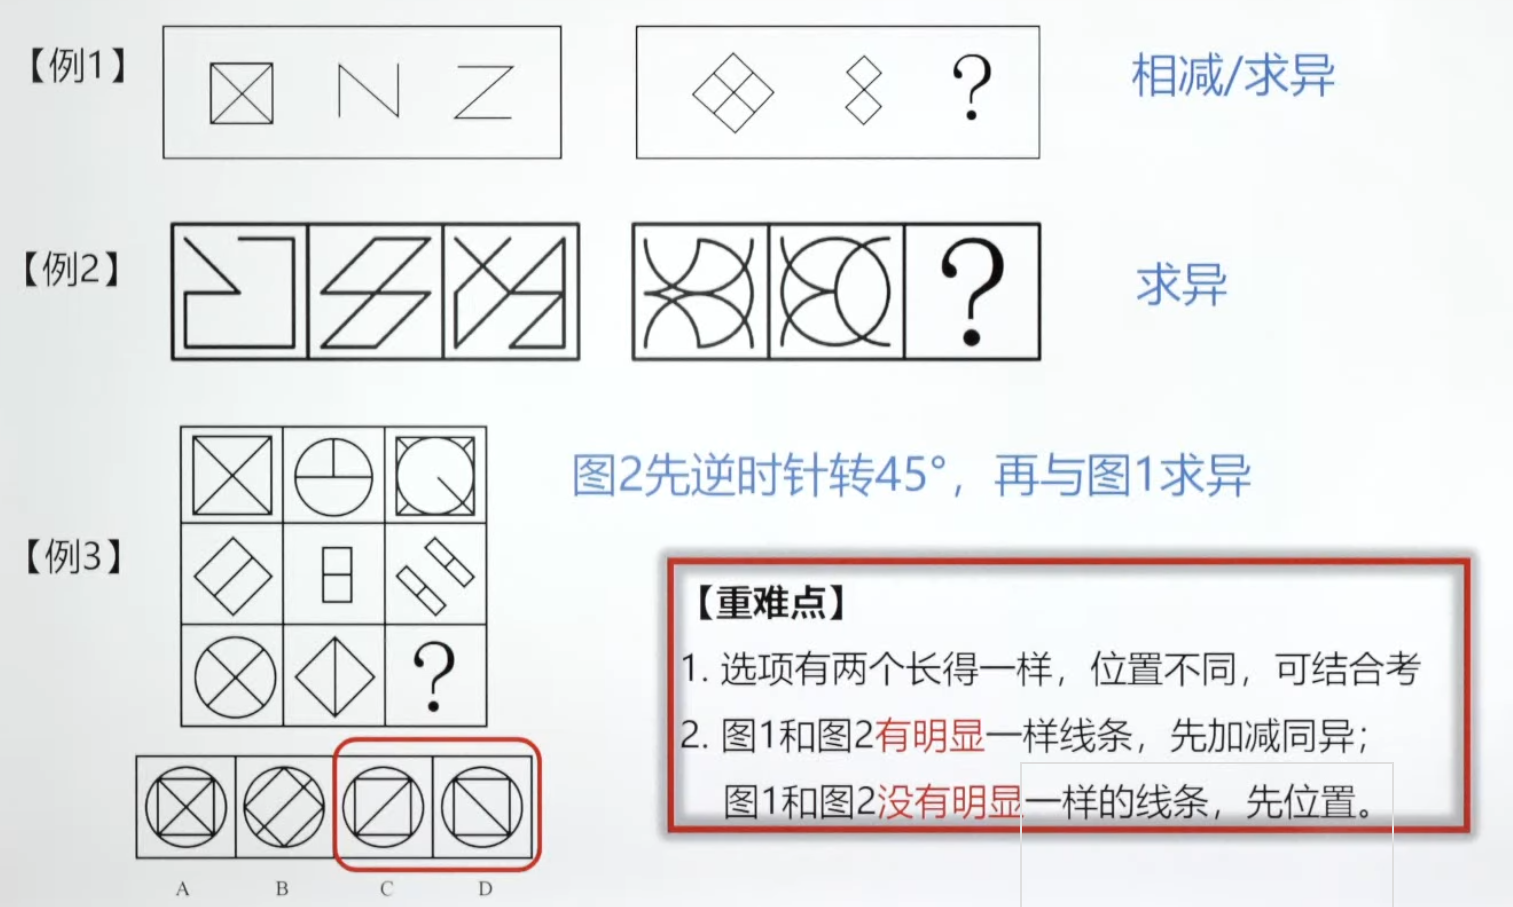 【例1】
?
相减/求异
【例2】
?
求异
【例3】
图2先逆时针转45°，再与图1求异
?
A B C D
【重难点】
1. 选项有两个长得一样，位置不同，可结合考
2. 图1和图2有明显一样线条，先加减同异；
图1和图2没有明显一样的线条，先位置。